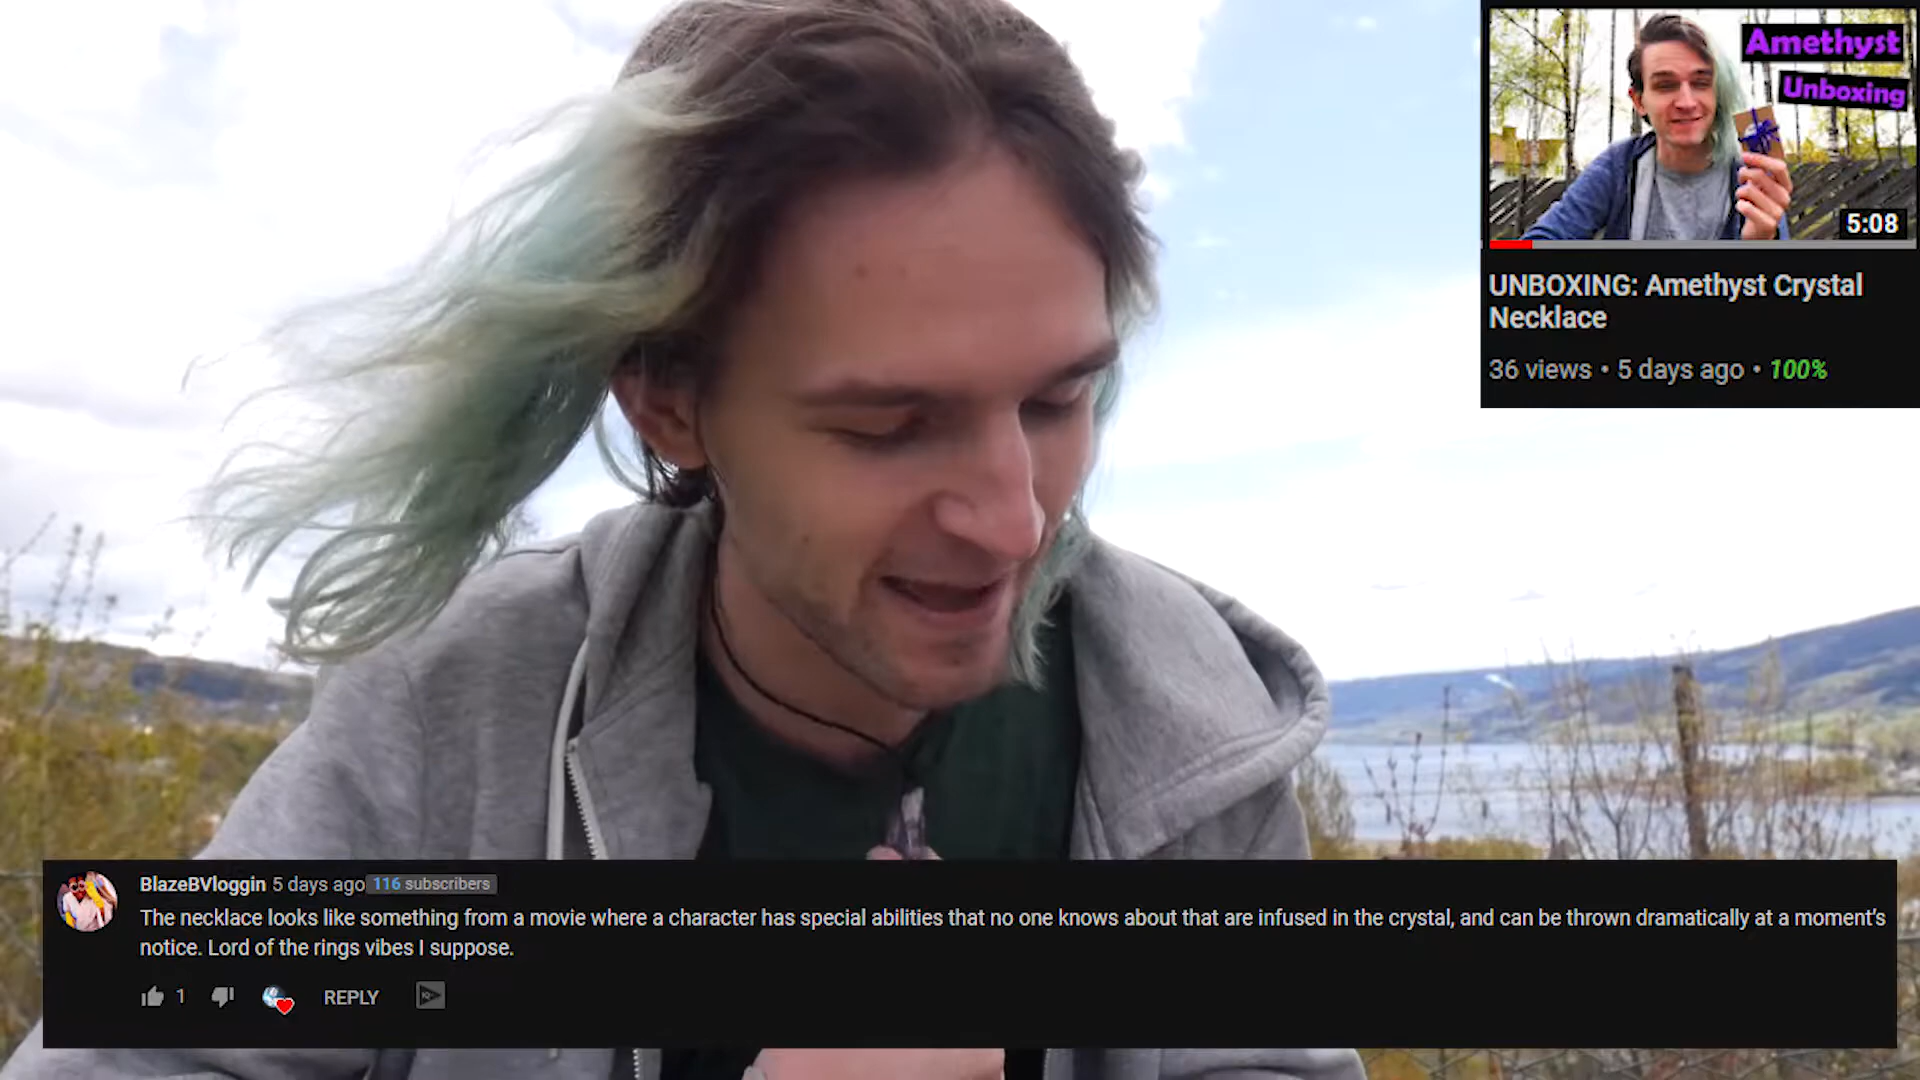 Amethyst
Unboxing
5:08
UNBOXING: Amethyst Crystal
Necklace
36 views • 5 days ago • 100%
BlazeBVloggin 5 days ago 116 subscribers
The necklace looks like something from a movie where a character has special abilities that no one knows about that are infused in the crystal, and can be thrown dramatically at a moment's
notice. Lord of the rings vibes I suppose.
1 REPLY